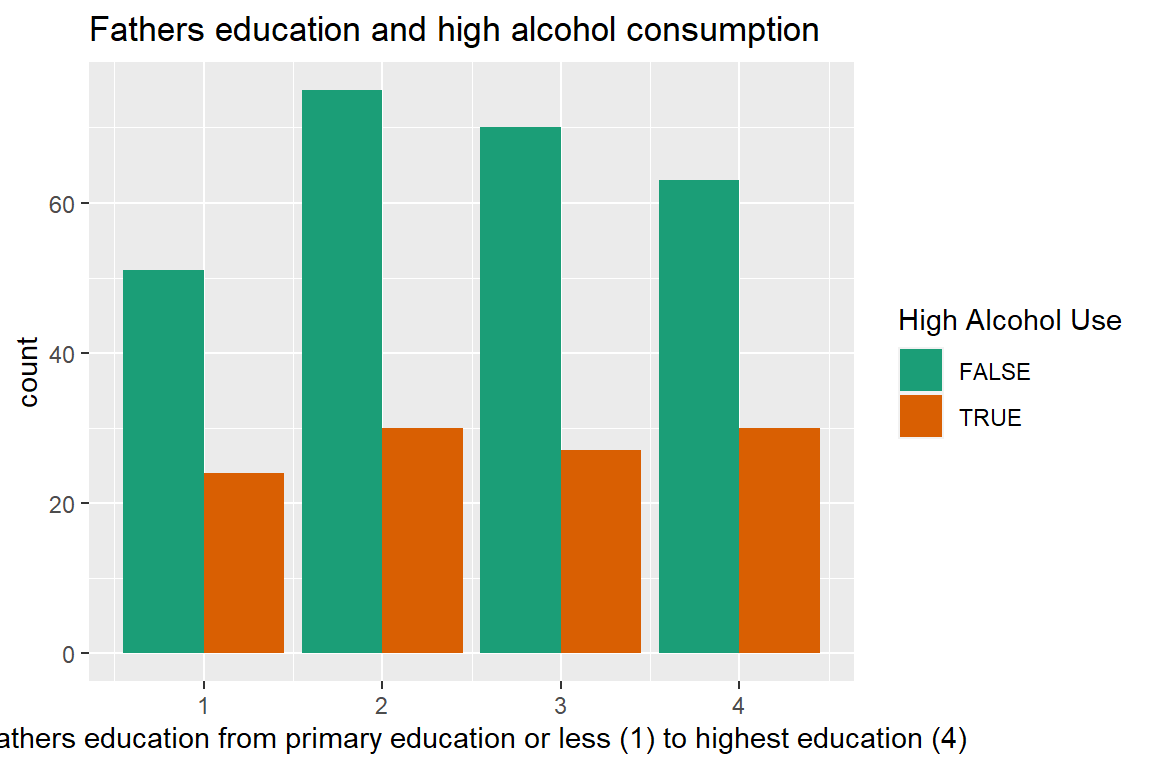 Fathers education and high alcohol consumption
60
40
20
0
count
1 2 3 4
athers education from primary education or less (1) to highest education (4)
High Alcohol Use
FALSE
TRUE